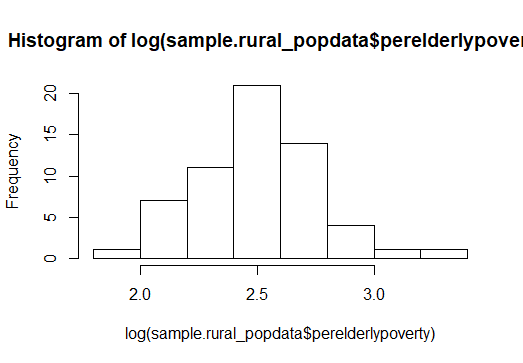 Histogram of log(sample.rural_popdata$perelderlypover
20
15
10
5
0
Frequency
2.0 2.5 3.0
log(sample.rural_popdata$perelderlypoverty)